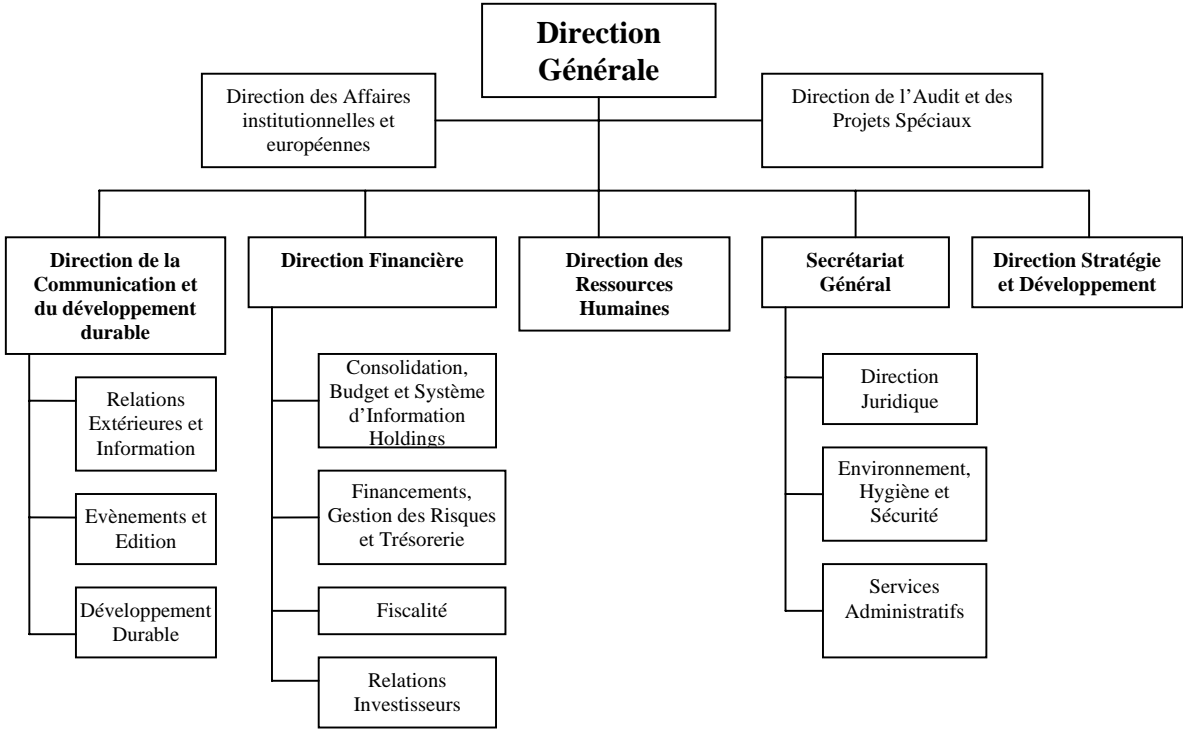 Direction
Générale
Direction des Affaires
institutionnelles et
européennes
Direction de l’Audit et des
Projets Spéciaux
Direction de la
Communication et
du développement
durable
Direction Financière
Direction des
Ressources
Humaines
Secrétariat
Général
Direction Stratégie
et Développement
Relations
Extérieures et
Information
Evènements et
Edition
Développement
Durable
Consolidation,
Budget et Système
d’Information
Holdings
Financements,
Gestion des Risques
et Trésorerie
Fiscalité
Relations
Investisseurs
Direction
Juridique
Environnement,
Hygiène et
Sécurité
Services
Administratifs